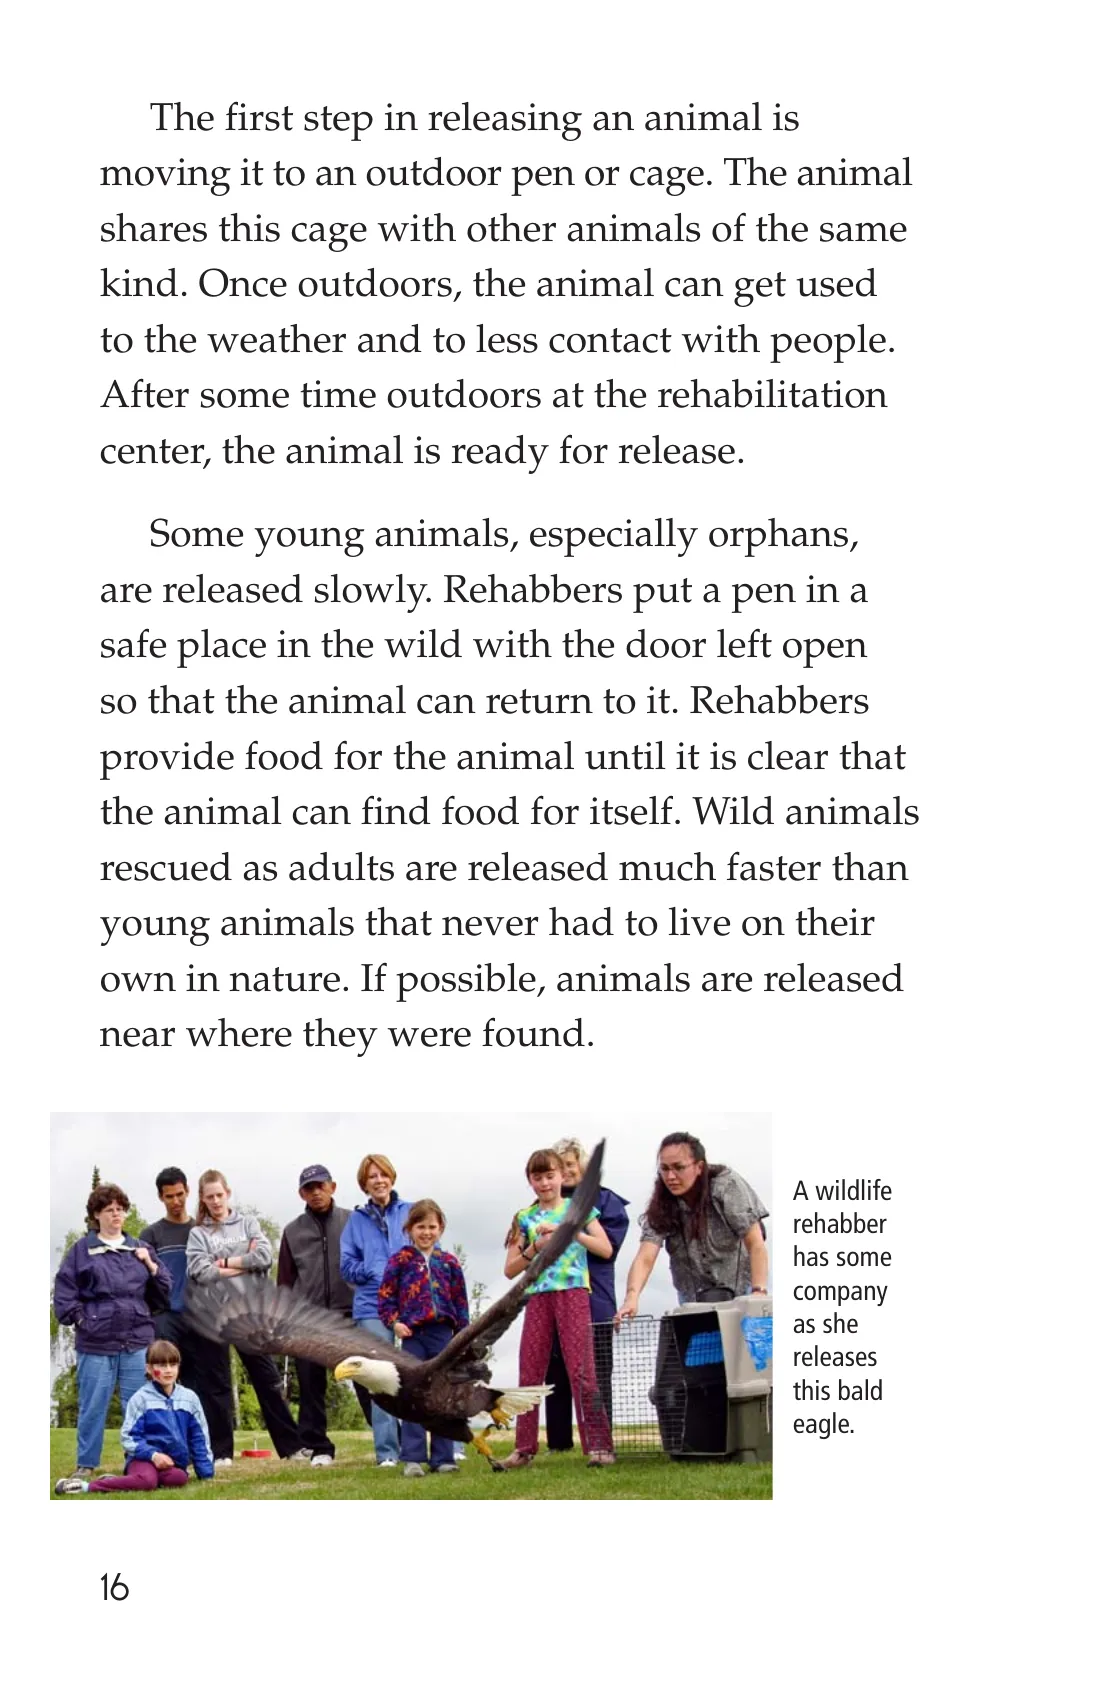 The first step in releasing an animal is
moving it to an outdoor pen or cage. The animal
shares this cage with other animals of the same
kind. Once outdoors, the animal can get used
to the weather and to less contact with people.
After some time outdoors at the rehabilitation
center, the animal is ready for release.
Some young animals, especially orphans,
are released slowly. Rehabbers put a pen in a
safe place in the wild with the door left open
so that the animal can return to it. Rehabbers
provide food for the animal until it is clear that
the animal can find food for itself. Wild animals
rescued as adults are released much faster than
young animals that never had to live on their
own in nature. If possible, animals are released
near where they were found.
A wildlife
rehabber
has some
company
as she
releases
this bald
eagle.
16